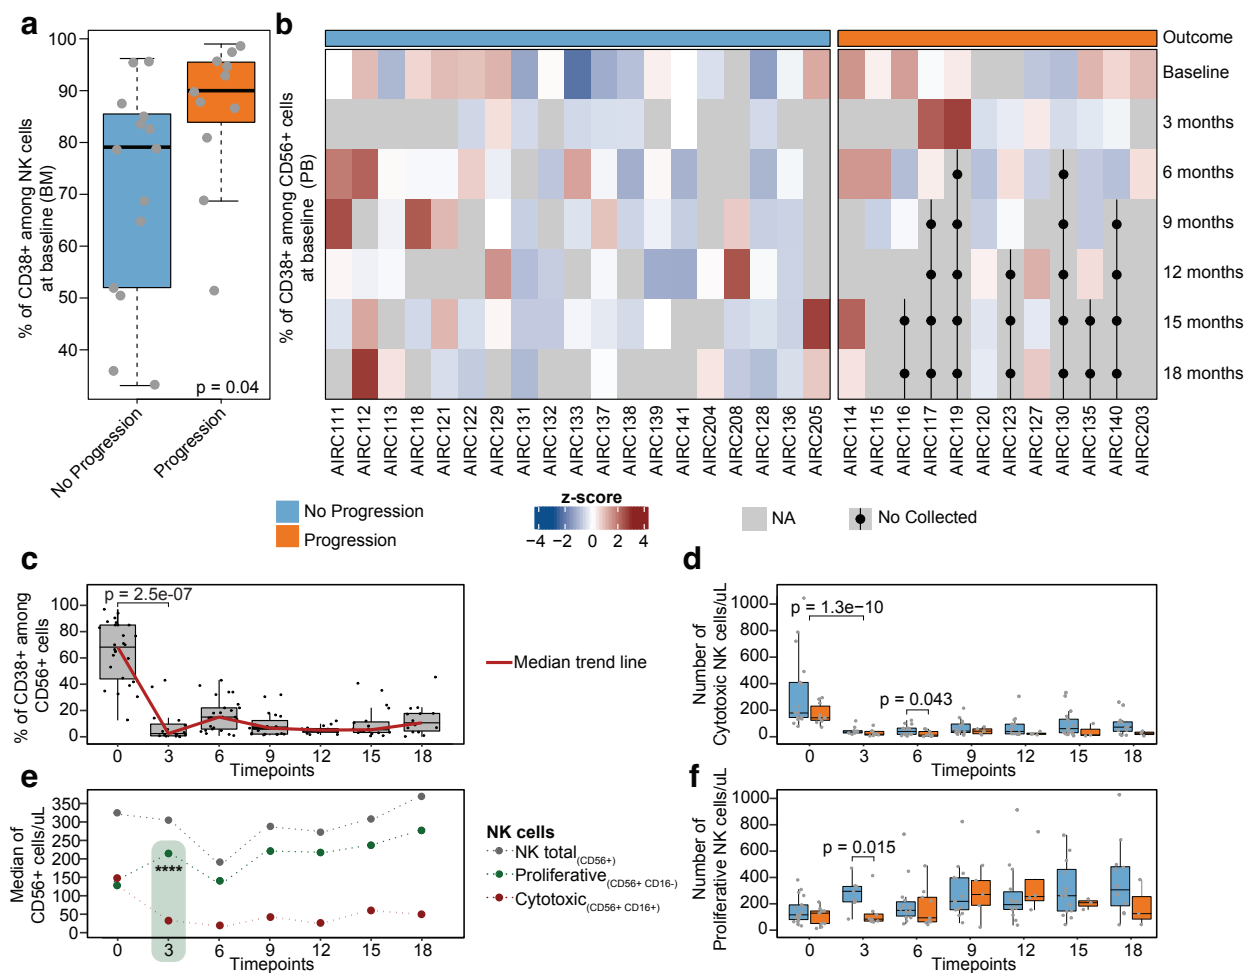 a
% of CD38+ among NK cells
at baseline (BM)
100
90
80
70
60
50
40
p = 0.04
No Progression
Progression
b
% of CD38+ among CD56+ cells
at baseline (PB)
Outcome
Baseline
3 months
6 months
9 months
12 months
15 months
18 months
AIRC111
AIRC112
AIRC113
AIRC118
AIRC121
AIRC122
AIRC129
AIRC131
AIRC132
AIRC133
AIRC137
AIRC138
AIRC139
AIRC141
AIRC204
AIRC208
AIRC128
AIRC136
AIRC205
AIRC114
AIRC115
AIRC116
AIRC117
AIRC119
AIRC120
AIRC123
AIRC127
AIRC130
AIRC135
AIRC140
AIRC203
No Progression
Progression
z-score
−4 −2 0 2 4
NA
No Collected
c
% of CD38+ among
CD56+ cells
100
80
60
40
20
0
p = 2.5e-07
0 3 6 9 12 15 18
Timepoints
Median trend line
d
Number of
Cytotoxic NK cells/uL
1000
800
600
400
200
0
p = 1.3e−10
p = 0.043
0 3 6 9 12 15 18
Timepoints
e
Median of
CD56+ cells/uL
350
300
250
200
150
100
50
0
****
0 3 6 9 12 15 18
Timepoints
NK cells
NK total(CD56+)
Proliferative(CD56+ CD16-)
Cytotoxic(CD56+ CD16+)
f
Number of
Proliferative NK cells/uL
1000
800
600
400
200
0
p = 0.015
0 3 6 9 12 15 18
Timepoints